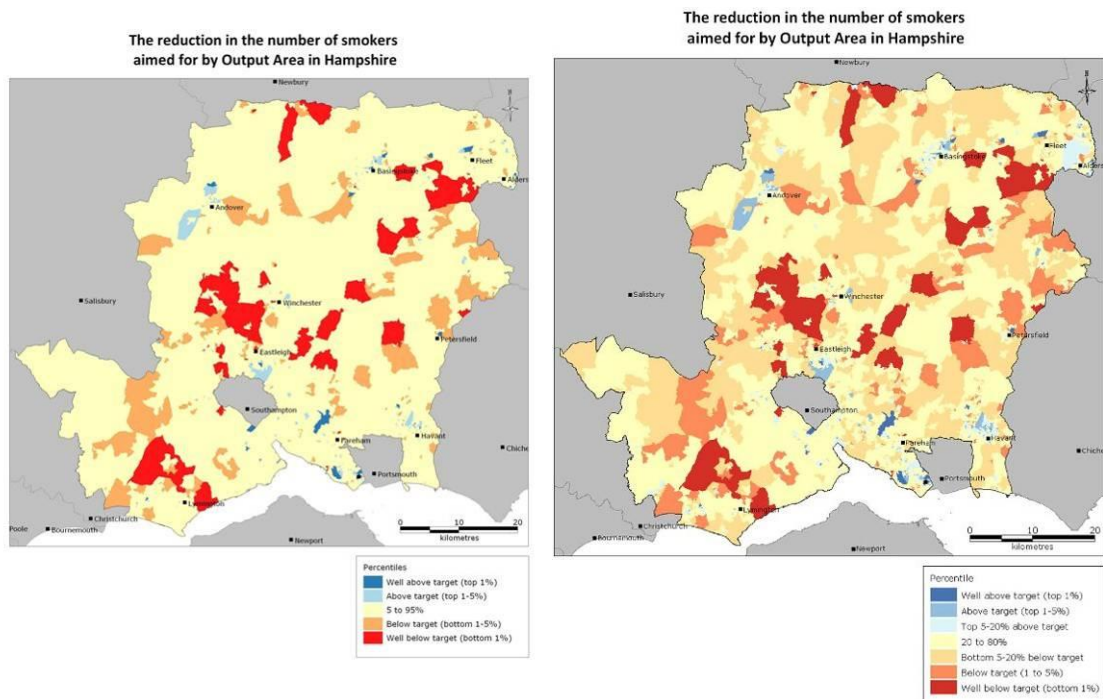 The reduction in the number of smokers
aimed for by Output Area in Hampshire
Newbury
Fleet
Basingstoke
Alders
Andover
Salisbury
Winchester
Petersfield
Eastleigh
Southampton
Fareham
Havant
Chiche
Portsmouth
Lymington
Christchurch
Poole
Bournemouth
Newport
0 10 20
kilometres
Percentiles
Well above target (top 1%)
Above target (top 1-5%)
5 to 95%
Below target (bottom 1-5%)
Well below target (bottom 1%)
The reduction in the number of smokers
aimed for by Output Area in Hampshire
Newbury
Fleet
Basingstoke
Alders
Andover
Salisbury
Winchester
Petersfield
Eastleigh
Southampton
Fareham
Havant
Chiche
Portsmouth
Lymington
Christchurch
Bournemouth
Newport
0 10 20
kilometres
Percentile
Well above target (top 1%)
Above target (top 1-5%)
Top 5-20% above target
20 to 80%
Bottom 5-20% below target
Below target (1 to 5%)
Well below target (bottom 1%)